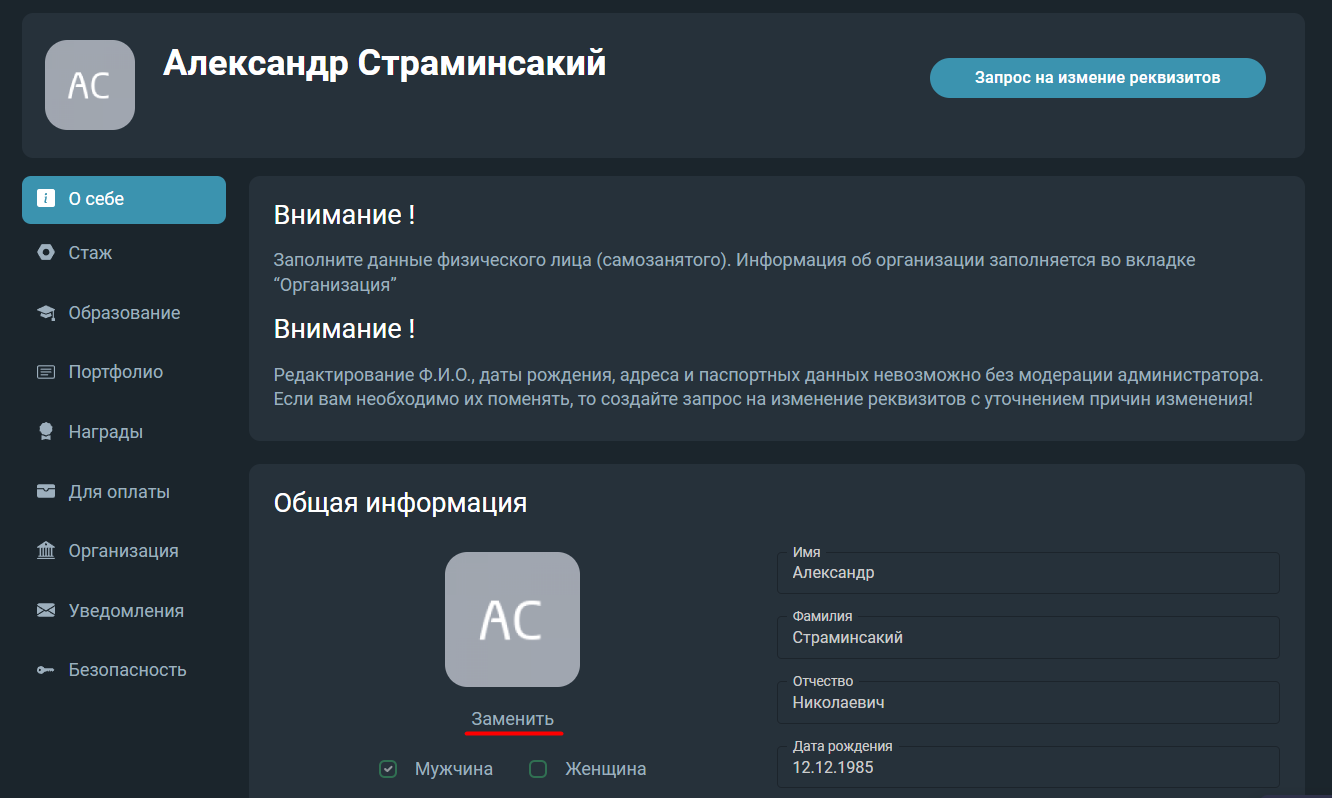 АС
Александр Страминсакий
Запрос на измение реквизитов
О себе
Стаж
Образование
Портфолио
Награды
Для оплаты
Организация
Уведомления
Безопасность
Внимание !
Заполните данные физического лица (самозанятого). Информация об организации заполняется во вкладке
“Организация”
Внимание !
Редактирование Ф.И.О., даты рождения, адреса и паспортных данных невозможно без модерации администратора.
Если вам необходимо их поменять, то создайте запрос на изменение реквизитов с уточнением причин изменения!
Общая информация
АС
Заменить
Мужчина
Женщина
Имя
Александр
Фамилия
Страминсакий
Отчество
Николаевич
Дата рождения
12.12.1985